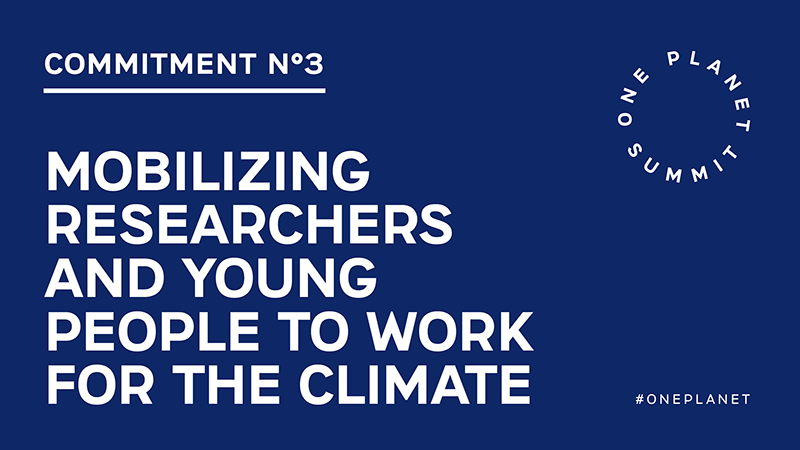 COMMITMENT N°3
ONE PLANET SUMMIT
MOBILIZING
RESEARCHERS
AND YOUNG
PEOPLE TO WORK
FOR THE CLIMATE
#ONEPLANET